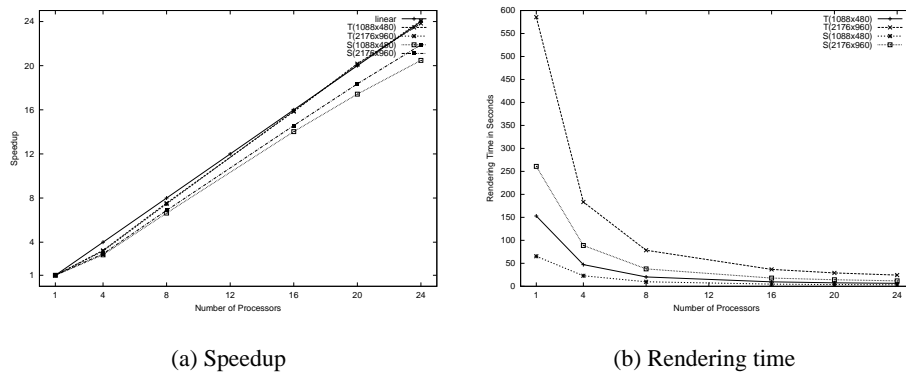 24
20
16
12
8
4
1
Speedup
linear
T(1088x480)
T(2176x960)
S(1088x480)
S(2176x960)
1 4 8 12 16 20 24
Number of Processors
(a) Speedup
600
550
500
450
400
350
300
250
200
150
100
50
0
Rendering Time in Seconds
T(1088x480)
T(2176x960)
S(1088x480)
S(2176x960)
1 4 8 12 16 20 24
Number of Processors
(b) Rendering time